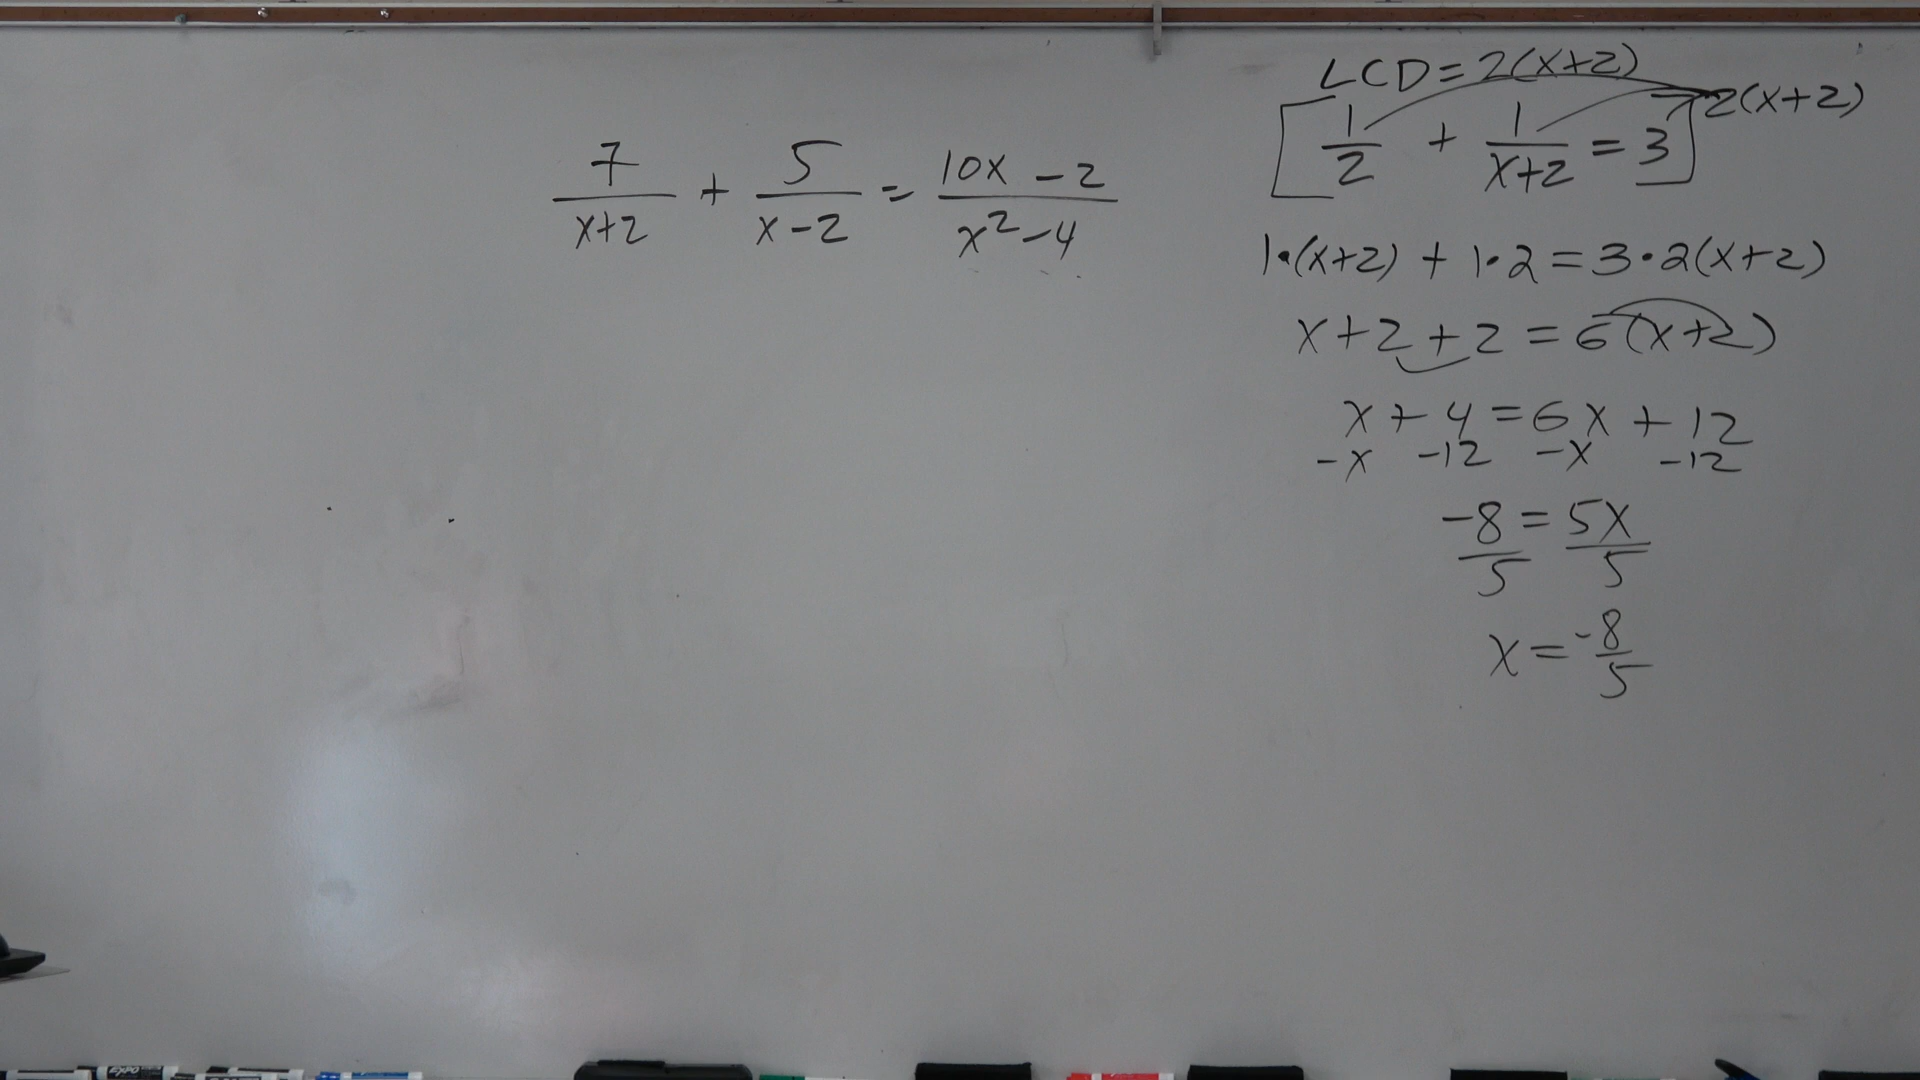 7/(x+2) + 5/(x-2) = (10x - 2)/(x² - 4)
LCD = 2(x+2)
[1/2 + 1/(x+2) = 3] 2(x+2)
1•(x+2) + 1•2 = 3•2(x+2)
x + 2 + 2 = 6(x+2)
x + 4 = 6x + 12
-x -12 -x -12
-8/5 = 5x/5
x = -8/5
EXPO